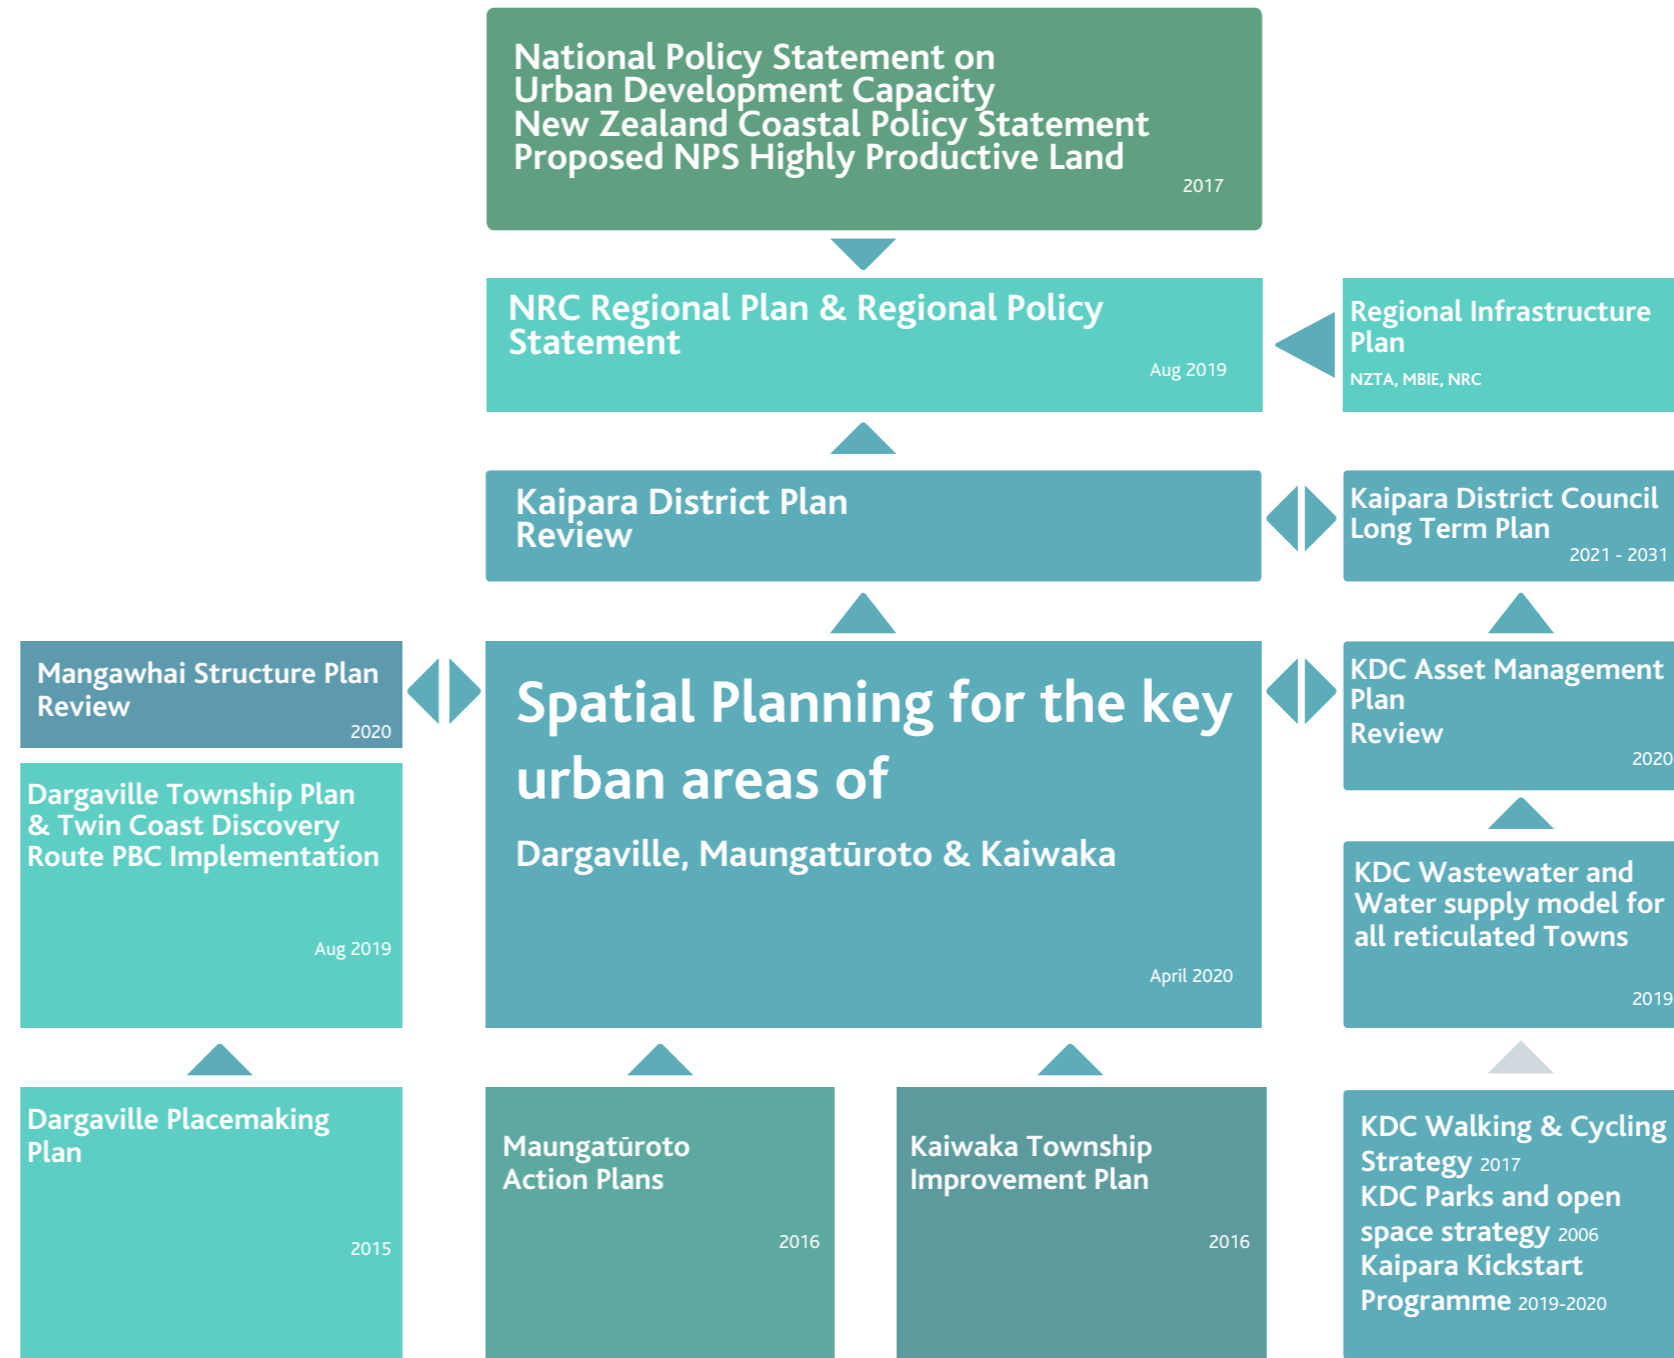 National Policy Statement on
Urban Development Capacity
New Zealand Coastal Policy Statement
Proposed NPS Highly Productive Land
2017
NRC Regional Plan & Regional Policy
Statement
Aug 2019
Regional Infrastructure
Plan
NZTA, MBIE, NRC
Kaipara District Plan
Review
Kaipara District Council
Long Term Plan
2021 - 2031
Mangawhai Structure Plan
Review
2020
Spatial Planning for the key
urban areas of
Dargaville, Maungatūroto & Kaiwaka
April 2020
KDC Asset Management
Plan
Review
2020
Dargaville Township Plan
& Twin Coast Discovery
Route PBC Implementation
Aug 2019
KDC Wastewater and
Water supply model for
all reticulated Towns
2019
Dargaville Placemaking
Plan
2015
Maungatūroto
Action Plans
2016
Kaiwaka Township
Improvement Plan
2016
KDC Walking & Cycling
Strategy 2017
KDC Parks and open
space strategy 2006
Kaipara Kickstart
Programme 2019-2020